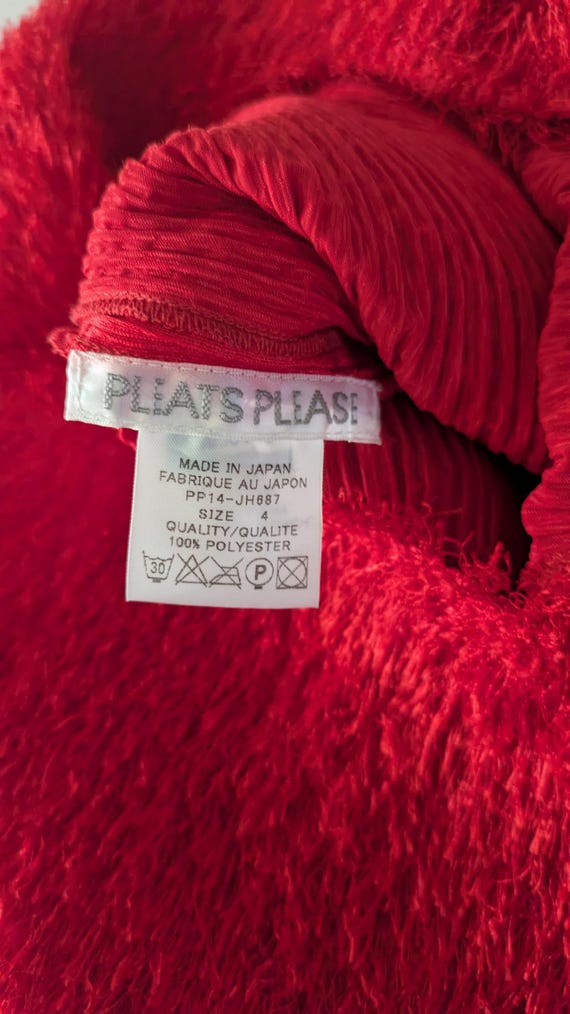 PLEATS PLEASE
MADE IN JAPAN
FABRIQUE AU JAPON
PP14-JH687
SIZE 4
QUALITY/QUALITE
100% POLYESTER
30 P